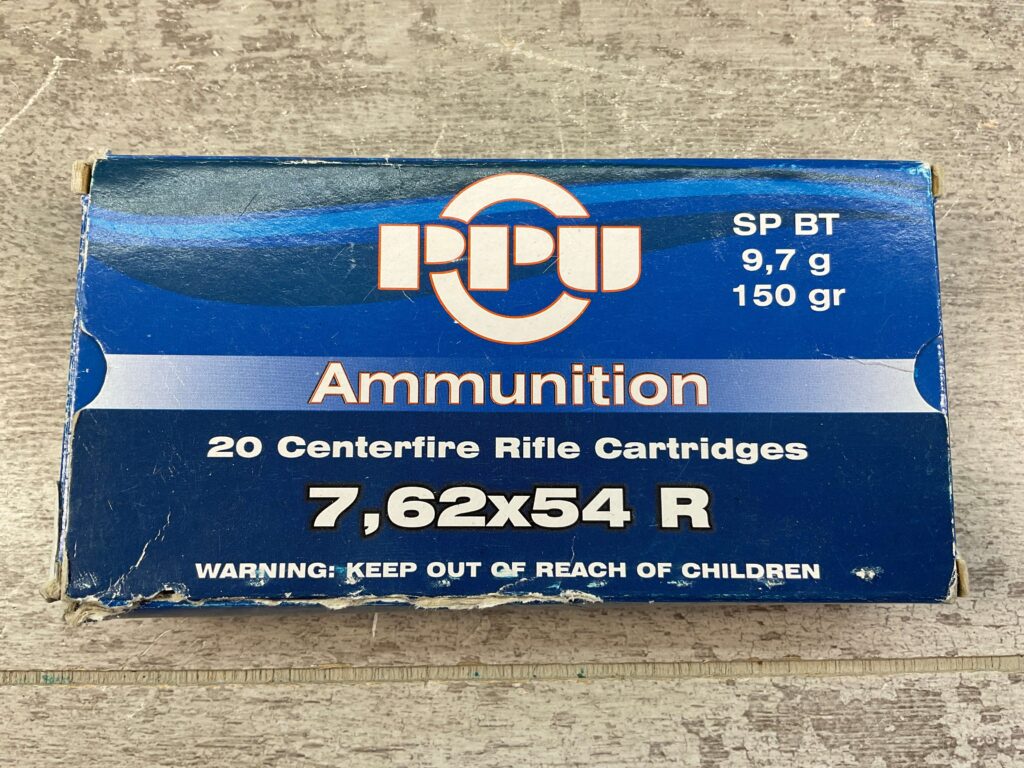 PPU
SP BT
9,7 g
150 gr
Ammunition
20 Centerfire Rifle Cartridges
7,62x54 R
WARNING: KEEP OUT OF REACH OF CHILDREN